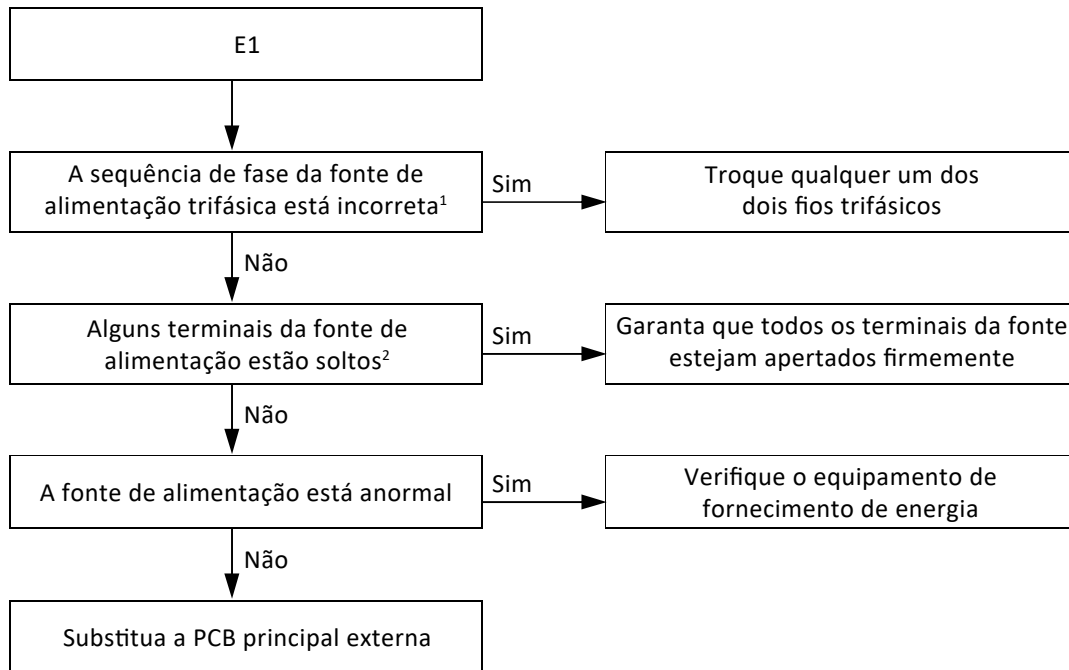 E1
A sequência de fase da fonte de
alimentação trifásica está incorreta¹
Sim
Troque qualquer um dos
dois fios trifásicos
Não
Alguns terminais da fonte de
alimentação estão soltos²
Sim
Garanta que todos os terminais da fonte
estejam apertados firmemente
Não
A fonte de alimentação está anormal
Sim
Verifique o equipamento de
fornecimento de energia
Não
Substitua a PCB principal externa